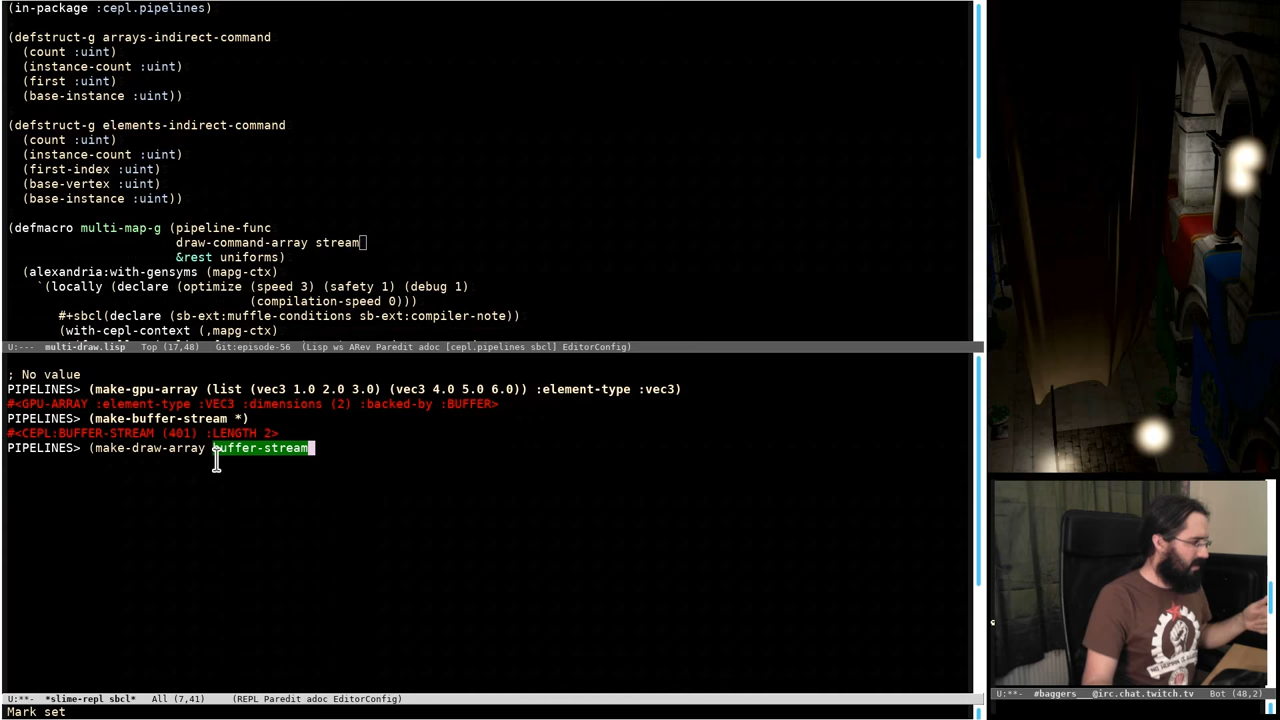 (in-package :cepl.pipelines)
(defstruct-g arrays-indirect-command
(count :uint)
(instance-count :uint)
(first :uint)
(base-instance :uint))
(defstruct-g elements-indirect-command
(count :uint)
(instance-count :uint)
(first-index :uint)
(base-vertex :uint)
(base-instance :uint))
(defmacro multi-map-g (pipeline-func
draw-command-array stream
&rest uniforms)
(alexandria:with-gensyms (mapg-ctx)
`(locally (declare (optimize (speed 3) (safety 1) (debug 1)
(compilation-speed 0)))
#+sbcl(declare (sb-ext:muffle-conditions sb-ext:compiler-note))
(with-cepl-context (,mapg-ctx)
U:--- multi-draw.lisp Top (17,48) Git:episode-56 (Lisp ws ARev Paredit adoc [cepl.pipelines sbcl] EditorConfig)
; No value
PIPELINES> (make-gpu-array (list (vec3 1.0 2.0 3.0) (vec3 4.0 5.0 6.0)) :element-type :vec3)
#<GPU-ARRAY :element-type :VEC3 :dimensions (2) :backed-by :BUFFER>
PIPELINES> (make-buffer-stream *)
#<CEPL:BUFFER-STREAM (401) :LENGTH 2>
PIPELINES> (make-draw-array buffer-stream
U:**- *slime-repl sbcl* All (7,41) (REPL Paredit adoc EditorConfig)
Mark set
U:**- #baggers___@irc.chat.twitch.tv Bot (48,2)